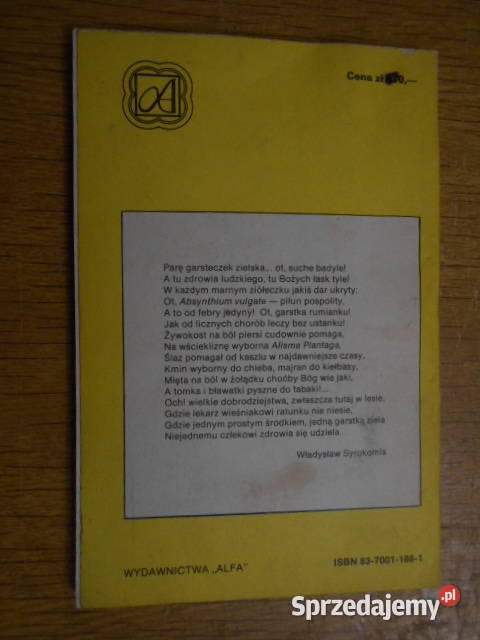 Cena zł
Parę garsteczek zielska... ot, suche badyle!
A tu zdrowia ludzkiego, tu Bożych łask tyle!
W każdym marnym ziółeczku jakiś dar ukryty:
Ot, Absynthium vulgate — piłun pospolity,
A to od febry jedyny! Ot, garstka rumianku!
Jak od licznych chorób leczy bez ustanku!
Żywokost na ból piersi cudownie pomaga,
Na wściekliznę wyborna Alisma Plantaga,
Ślaz pomagał od kaszlu w najdawniejsze czasy,
Kmin wyborny do chleba, majran do kiełbasy,
Mięta na ból w żołądku choćby Bóg wie jaki,
A tomka i bławatki pyszne do tabaki!...
Och! wielkie dobrodziejstwa, zwłaszcza tutaj w lesie,
Gdzie lekarz wieśniakowi ratunku nie niesie,
Gdzie jednym prostym środkiem, jedną garstką ziela
Niejednemu człekowi zdrowia się udziela.
Władysław Syrokomla
WYDAWNICTWA „ALFA”
ISBN 83-7001-186-1
Sprzedajemy.pl